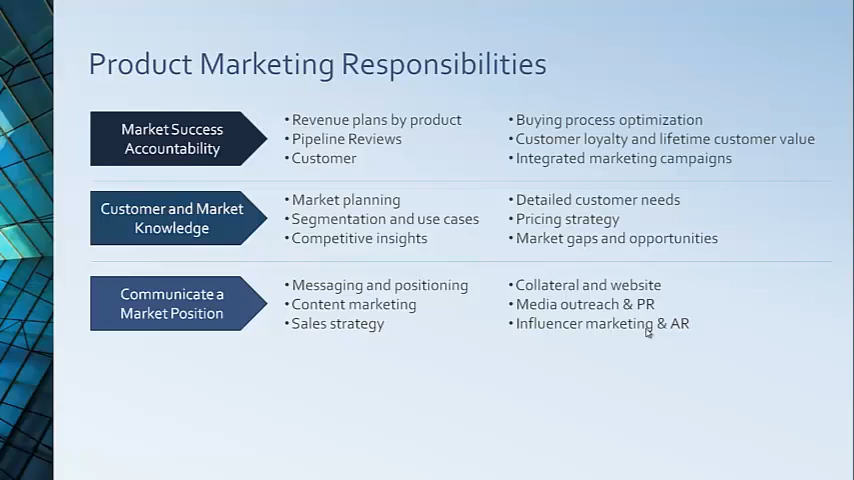 Product Marketing Responsibilities
Market Success
Accountability
• Revenue plans by product
• Pipeline Reviews
• Customer
• Buying process optimization
• Customer loyalty and lifetime customer value
• Integrated marketing campaigns
Customer and Market
Knowledge
• Market planning
• Segmentation and use cases
• Competitive insights
• Detailed customer needs
• Pricing strategy
• Market gaps and opportunities
Communicate a
Market Position
• Messaging and positioning
• Content marketing
• Sales strategy
• Collateral and website
• Media outreach & PR
• Influencer marketing & AR